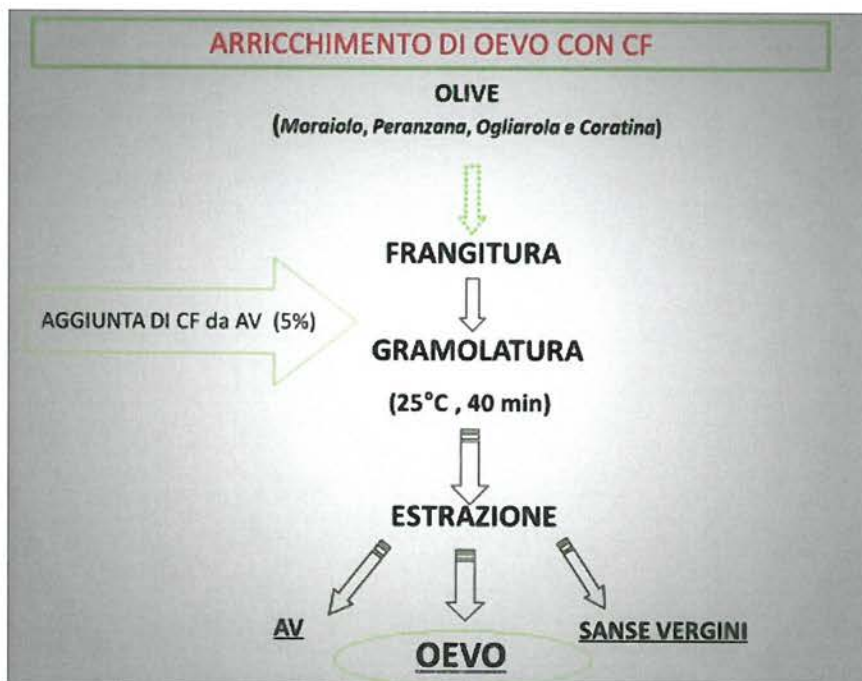 ARRICCHIMENTO DI OEVO CON CF
OLIVE
(Moraiolo, Peranzana, Ogliarola e Coratina)
FRANGITURA
AGGIUNTA DI CF da AV (5%)
GRAMOLATURA
(25°C , 40 min)
ESTRAZIONE
AV
OEVO
SANSE VERGINI